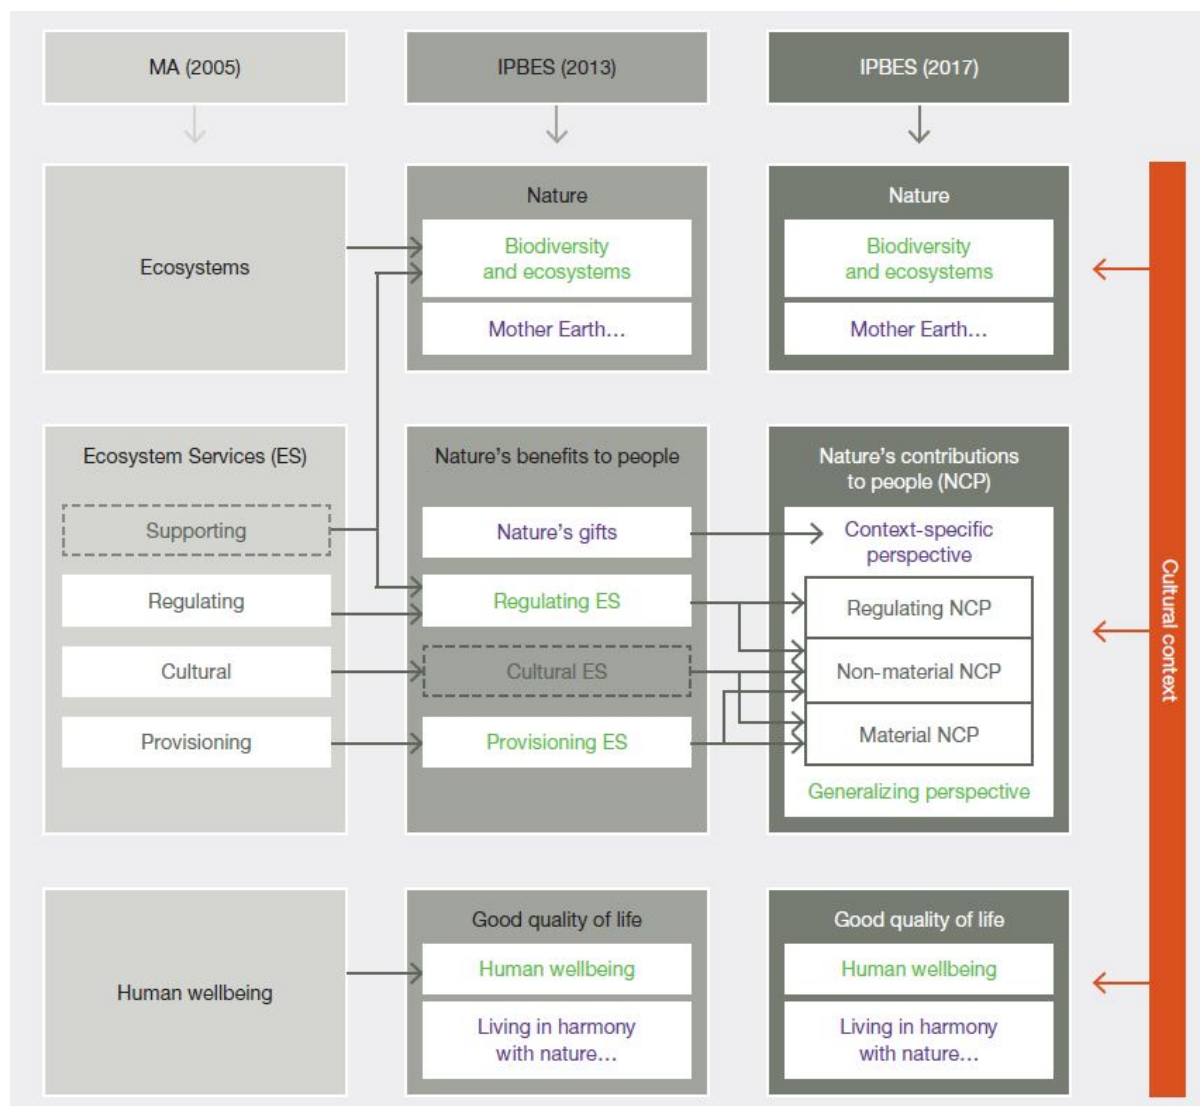 MA (2005)
IPBES (2013)
IPBES (2017)
Ecosystems
Nature
Biodiversity
and ecosystems
Mother Earth…
Nature
Biodiversity
and ecosystems
Mother Earth…
Ecosystem Services (ES)
Supporting
Regulating
Cultural
Provisioning
Nature’s benefits to people
Nature’s gifts
Regulating ES
Cultural ES
Provisioning ES
Nature’s contributions
to people (NCP)
Context-specific
perspective
Regulating NCP
Non-material NCP
Material NCP
Generalizing perspective
Human wellbeing
Good quality of life
Human wellbeing
Living in harmony
with nature…
Good quality of life
Human wellbeing
Living in harmony
with nature…
Cultural context